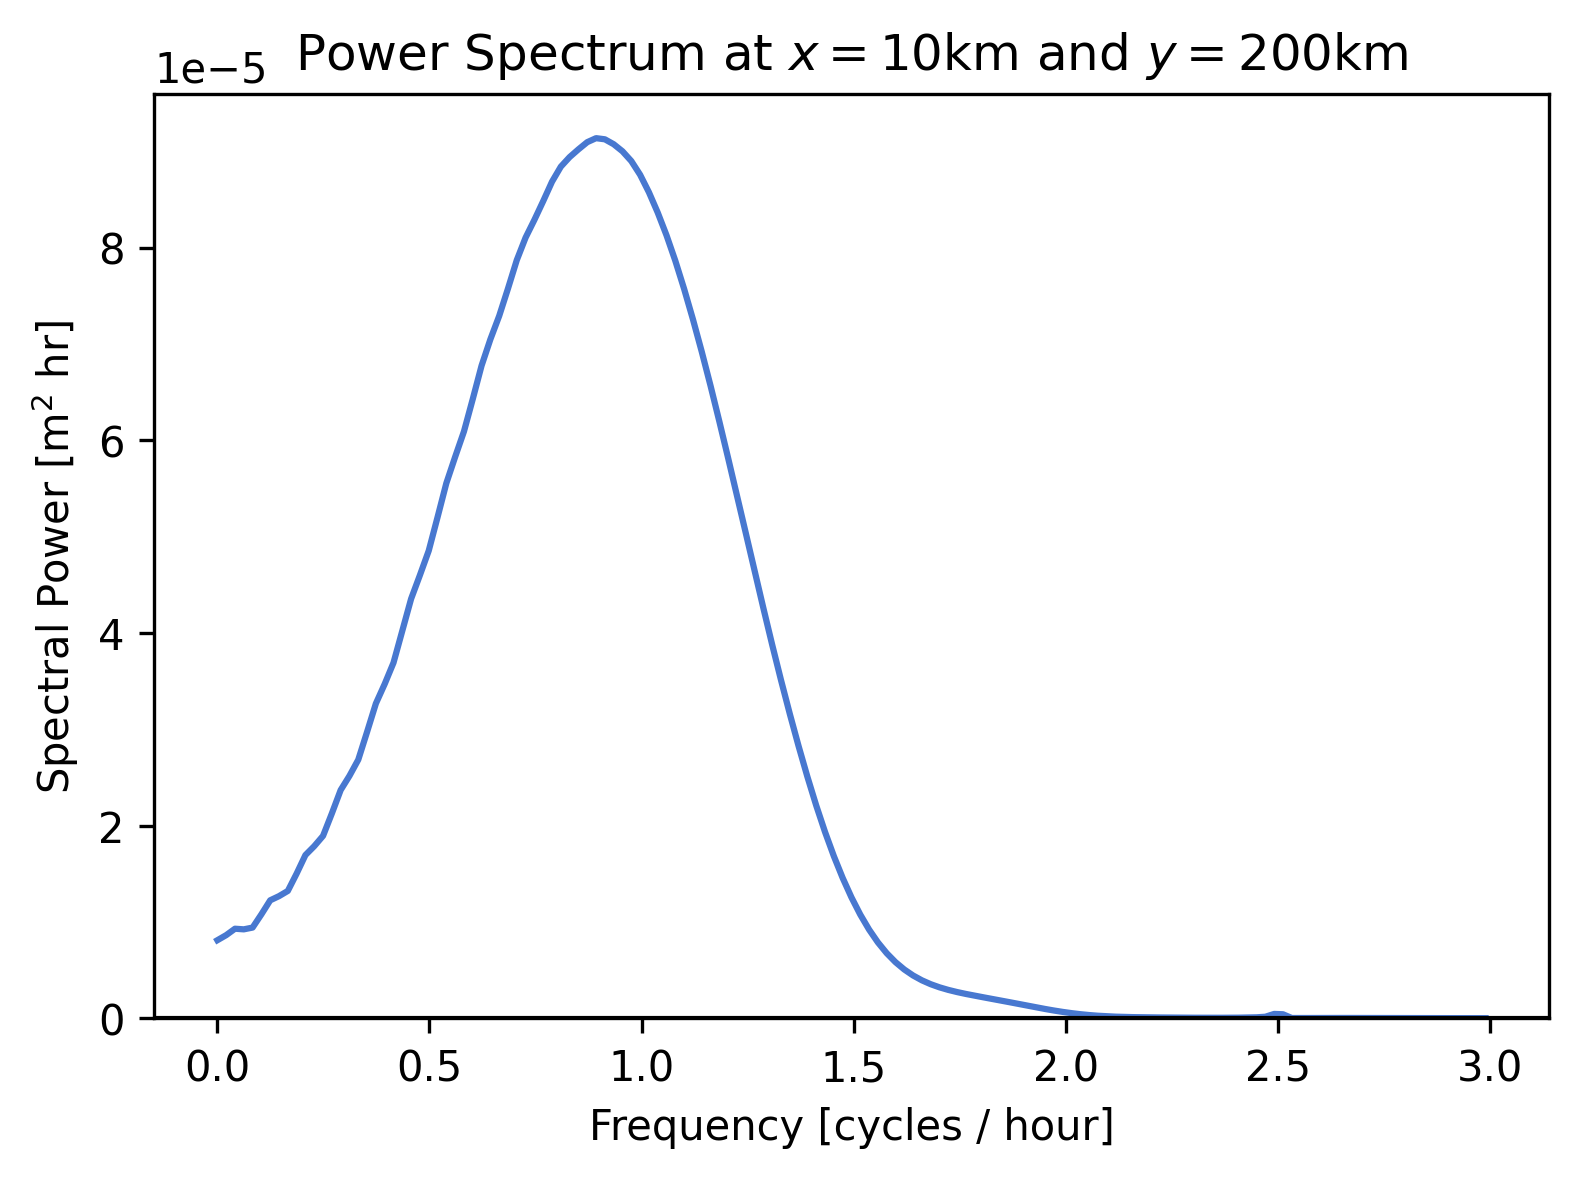 Power Spectrum at x = 10km and y = 200km
1e−5
8
6
4
2
0
Spectral Power [m² hr]
0.0 0.5 1.0 1.5 2.0 2.5 3.0
Frequency [cycles / hour]